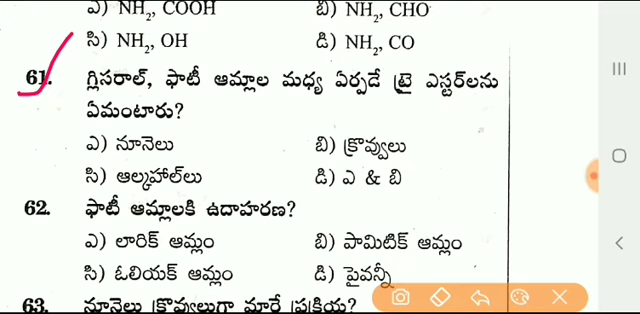 ఎ) NH₂, COOH బి) NH₂, CHO
సి) NH₂, OH డి) NH₂, CO
61. గ్లిసరాల్, ఫాటీ ఆమ్లాల మధ్య ఏర్పడే ట్రై ఎస్టర్‌లను
ఏమంటారు?
ఎ) నూనెలు బి) క్రొవ్వులు
సి) ఆల్కహాల్‌లు డి) ఎ & బి
62. ఫాటీ ఆమ్లాలకి ఉదాహరణ?
ఎ) లారిక్ ఆమ్లం బి) పామిటిక్ ఆమ్లం
సి) ఓలియక్ ఆమ్లం డి) పైవన్నీ
63. నూనెలు క్రొవ్వులుగా మారే ప్రక్రియ?